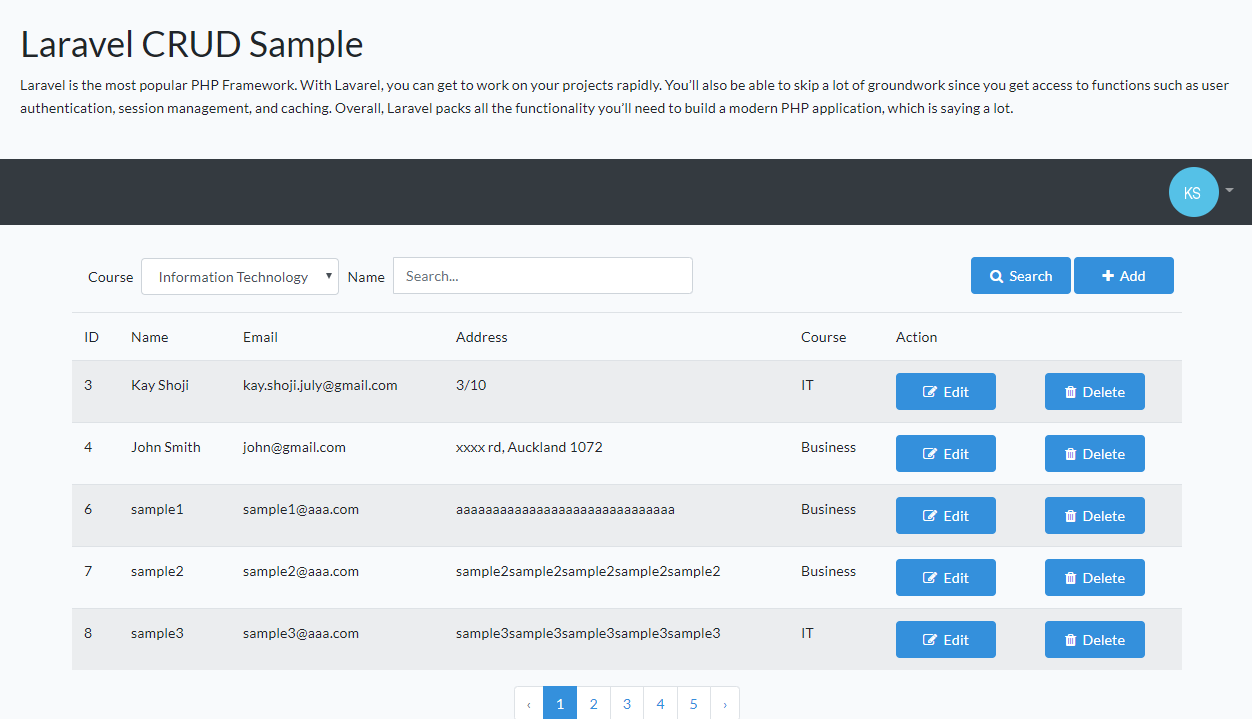 Laravel CRUD Sample
Laravel is the most popular PHP Framework. With Lavarel, you can get to work on your projects rapidly. You’ll also be able to skip a lot of groundwork since you get access to functions such as user
authentication, session management, and caching. Overall, Laravel packs all the functionality you’ll need to build a modern PHP application, which is saying a lot.
KS
Course Information Technology Name Search... Search Add
ID Name Email Address Course Action
3 Kay Shoji kay.shoji.july@gmail.com 3/10 IT Edit Delete
4 John Smith john@gmail.com xxxx rd, Auckland 1072 Business Edit Delete
6 sample1 sample1@aaa.com aaaaaaaaaaaaaaaaaaaaaaaaaaaaaa Business Edit Delete
7 sample2 sample2@aaa.com sample2sample2sample2sample2sample2 Business Edit Delete
8 sample3 sample3@aaa.com sample3sample3sample3sample3sample3 IT Edit Delete
‹ 1 2 3 4 5 ›